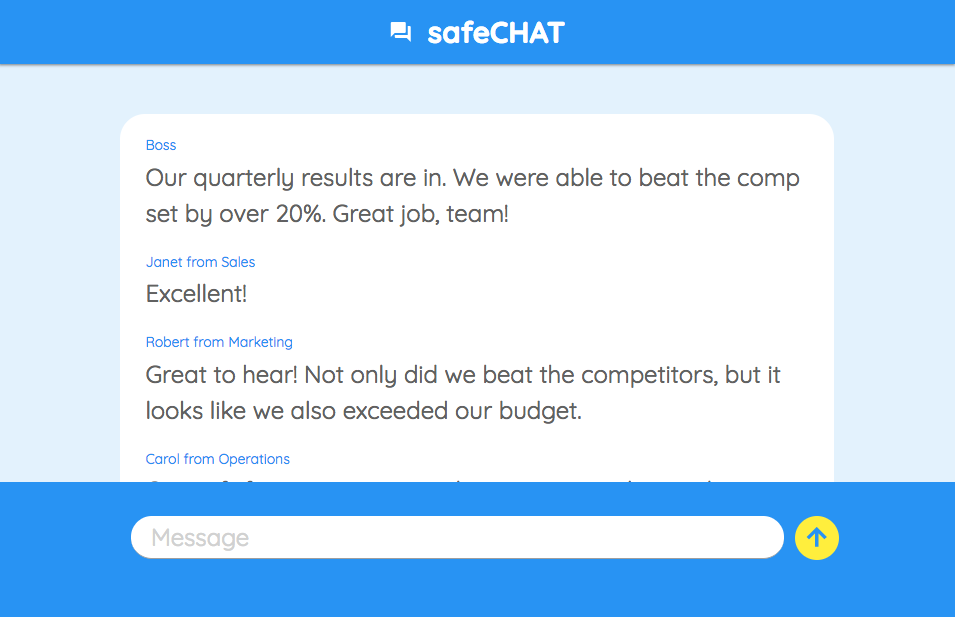 safeCHAT
Boss
Our quarterly results are in. We were able to beat the comp
set by over 20%. Great job, team!
Janet from Sales
Excellent!
Robert from Marketing
Great to hear! Not only did we beat the competitors, but it
looks like we also exceeded our budget.
Carol from Operations
Message